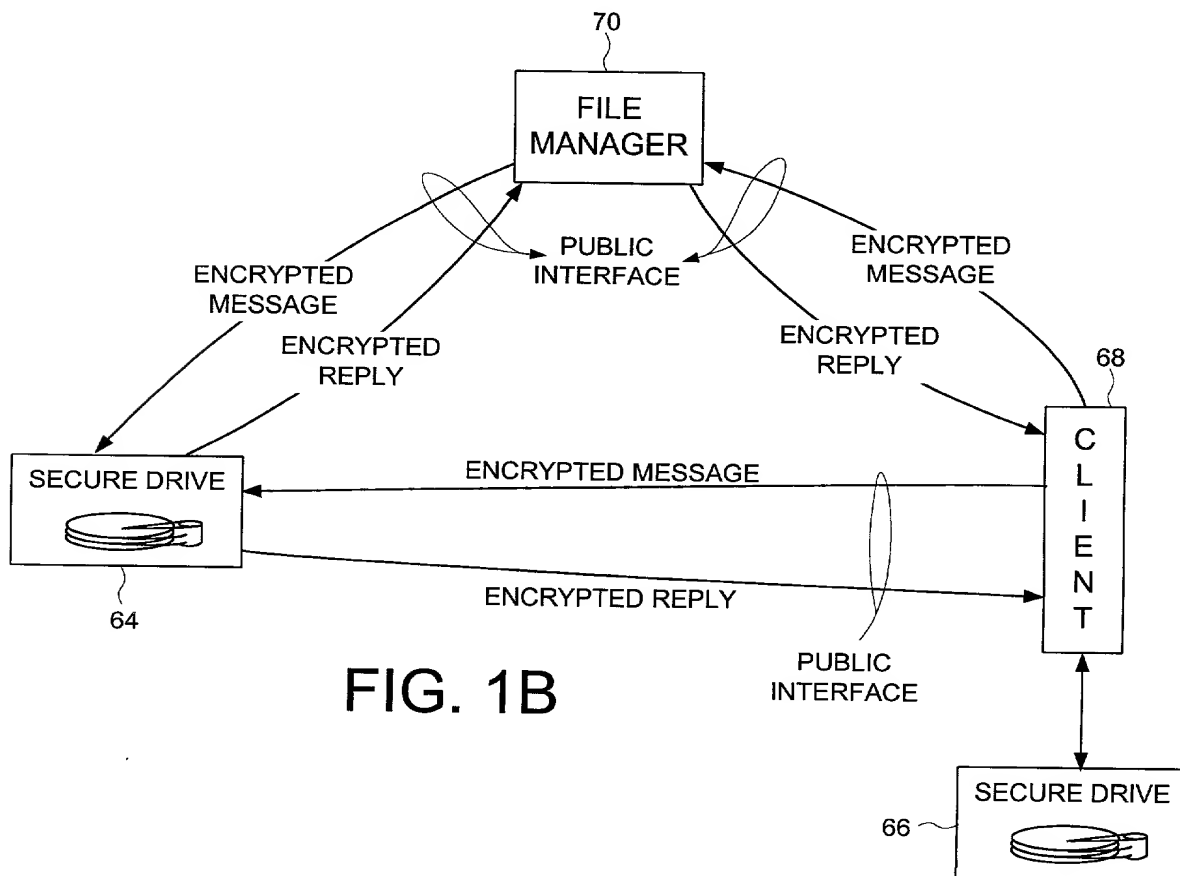 70
FILE
MANAGER
PUBLIC
INTERFACE
ENCRYPTED
MESSAGE
ENCRYPTED
MESSAGE
ENCRYPTED
REPLY
ENCRYPTED
REPLY
68
CLIENT
SECURE DRIVE
64
ENCRYPTED MESSAGE
ENCRYPTED REPLY
PUBLIC
INTERFACE
FIG. 1B
SECURE DRIVE
66